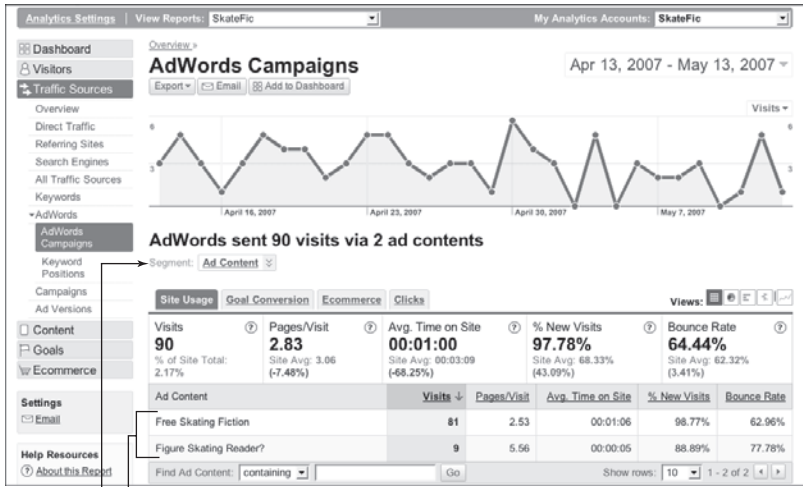 Analytics Settings | View Reports: SkateFic My Analytics Accounts: SkateFic
Dashboard
Visitors
Traffic Sources
Overview
Direct Traffic
Referring Sites
Search Engines
All Traffic Sources
Keywords
AdWords
AdWords
Campaigns
Keyword
Positions
Campaigns
Ad Versions
Content
Goals
Ecommerce
Settings
Email
Help Resources
About this Report
Overview »
AdWords Campaigns
Apr 13, 2007 - May 13, 2007
Export Email Add to Dashboard
Visits
6 6
3 3
April 16, 2007 April 23, 2007 April 30, 2007 May 7, 2007
AdWords sent 90 visits via 2 ad contents
Segment: Ad Content
Site Usage Goal Conversion Ecommerce Clicks Views:
Visits ? Pages/Visit ? Avg. Time on Site ? % New Visits ? Bounce Rate ?
90 2.83 00:01:00 97.78% 64.44%
% of Site Total: Site Avg: 3.06 Site Avg: 00:03:09 Site Avg: 68.33% Site Avg: 62.32%
2.17% (-7.48%) (-68.25%) (43.09%) (3.41%)
Ad Content Visits ↓ Pages/Visit Avg. Time on Site % New Visits Bounce Rate
Free Skating Fiction 81 2.53 00:01:06 98.77% 62.96%
Figure Skating Reader? 9 5.56 00:00:05 88.89% 77.78%
Find Ad Content: containing Go Show rows: 10 1 - 2 of 2